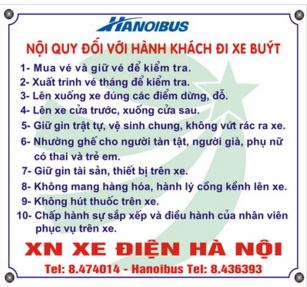 HANOIBUS
NỘI QUY ĐỐI VỚI HÀNH KHÁCH ĐI XE BUÝT
1- Mua vé và giữ vé để kiểm tra.
2- Xuất trình vé tháng để kiểm tra.
3- Lên xuống xe đúng các điểm dừng, đỗ.
4- Lên xe cửa trước, xuống cửa sau.
5- Giữ gìn trật tự, vệ sinh chung, không vứt rác ra xe.
6- Nhường ghế cho người tàn tật, người già, phụ nữ
có thai và trẻ em.
7- Giữ gìn tài sản, thiết bị trên xe.
8- Không mang hàng hóa, hành lý cồng kềnh lên xe.
9- Không hút thuốc trên xe.
10- Chấp hành sự sắp xếp và điều hành của nhân viên
phục vụ trên xe.
XN XE ĐIỆN HÀ NỘI
Tel: 8.474014 - Hanoibus Tel: 8.436393